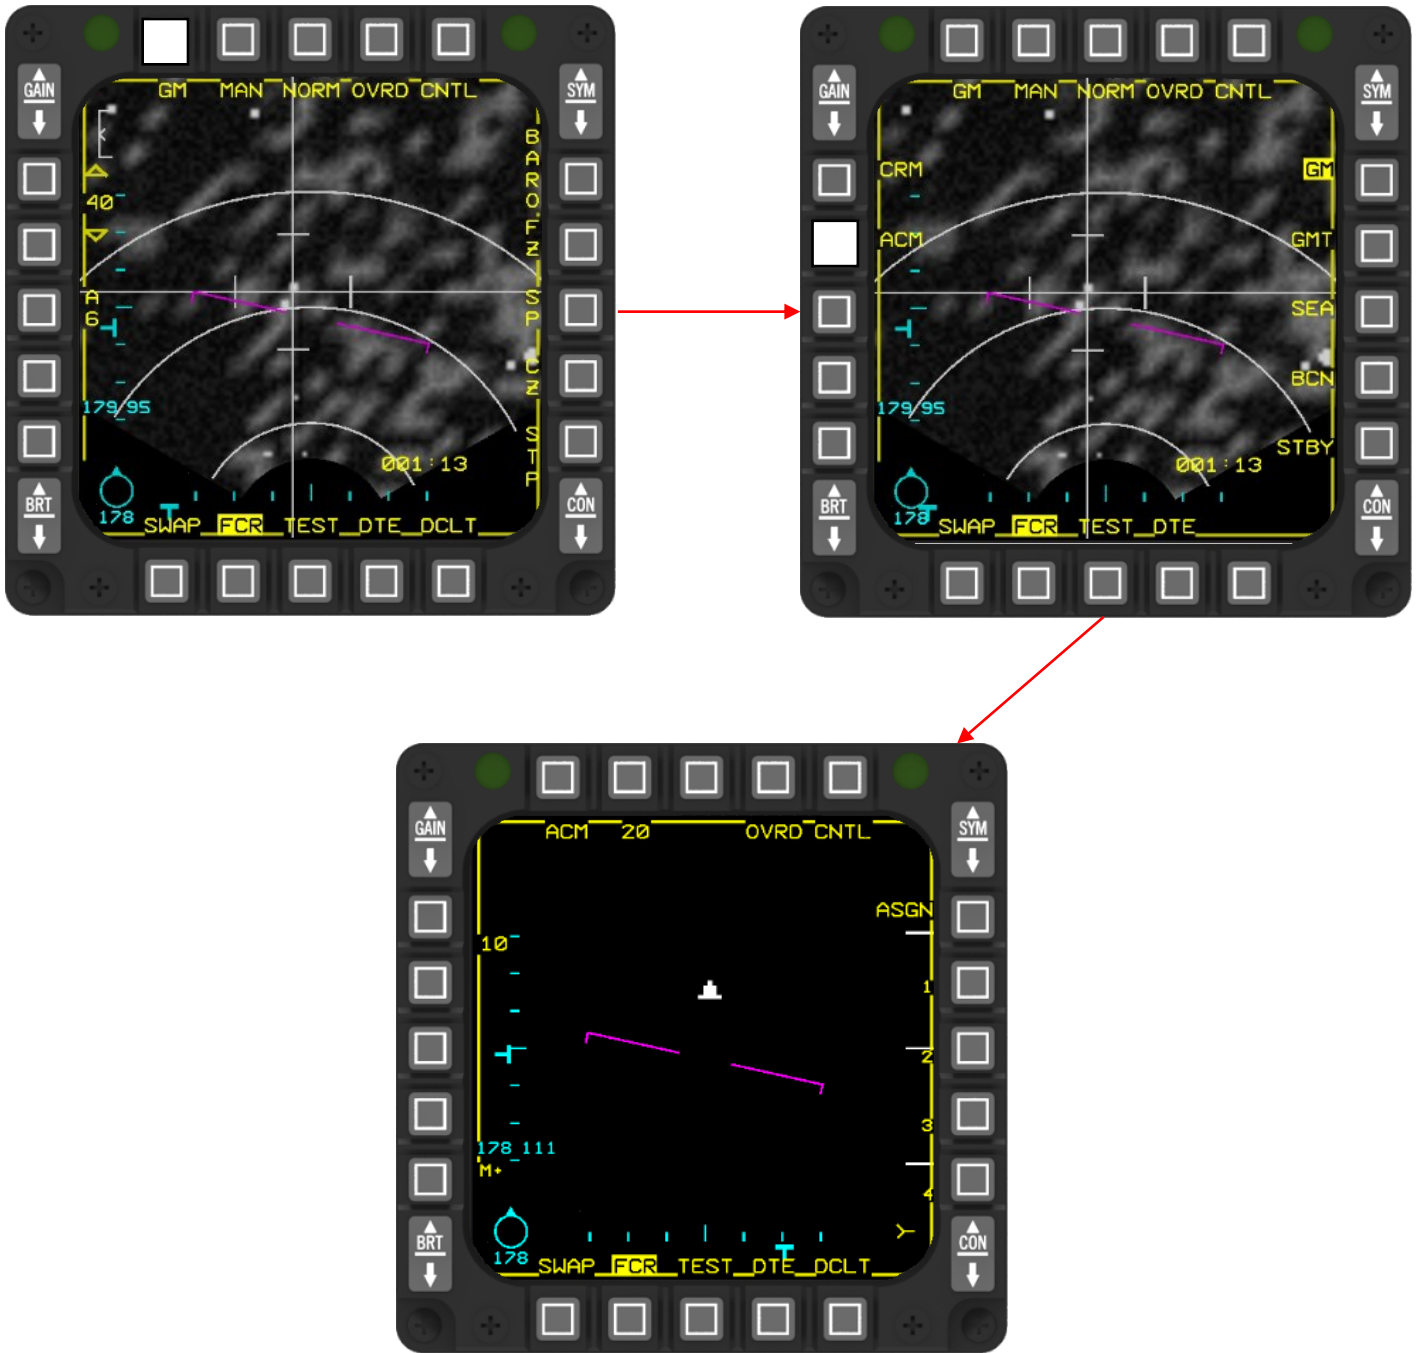 GAIN
SYM
GM MAN NORM OVRD CNTL
BARO
FZ
40
SP
A
6
CZ
179 95
STP
001:13
BRT
CON
178
SWAP FCR TEST DTE DCLT
GAIN
SYM
GM MAN NORM OVRD CNTL
CRM
GM
ACM
GMT
SEA
BCN
179 95
STBY
001:13
BRT
CON
178
SWAP FCR TEST DTE
GAIN
SYM
ACM 20 OVRD CNTL
ASGN
10
1
2
3
178 111
M+
4
BRT
CON
178
SWAP FCR TEST DTE DCLT